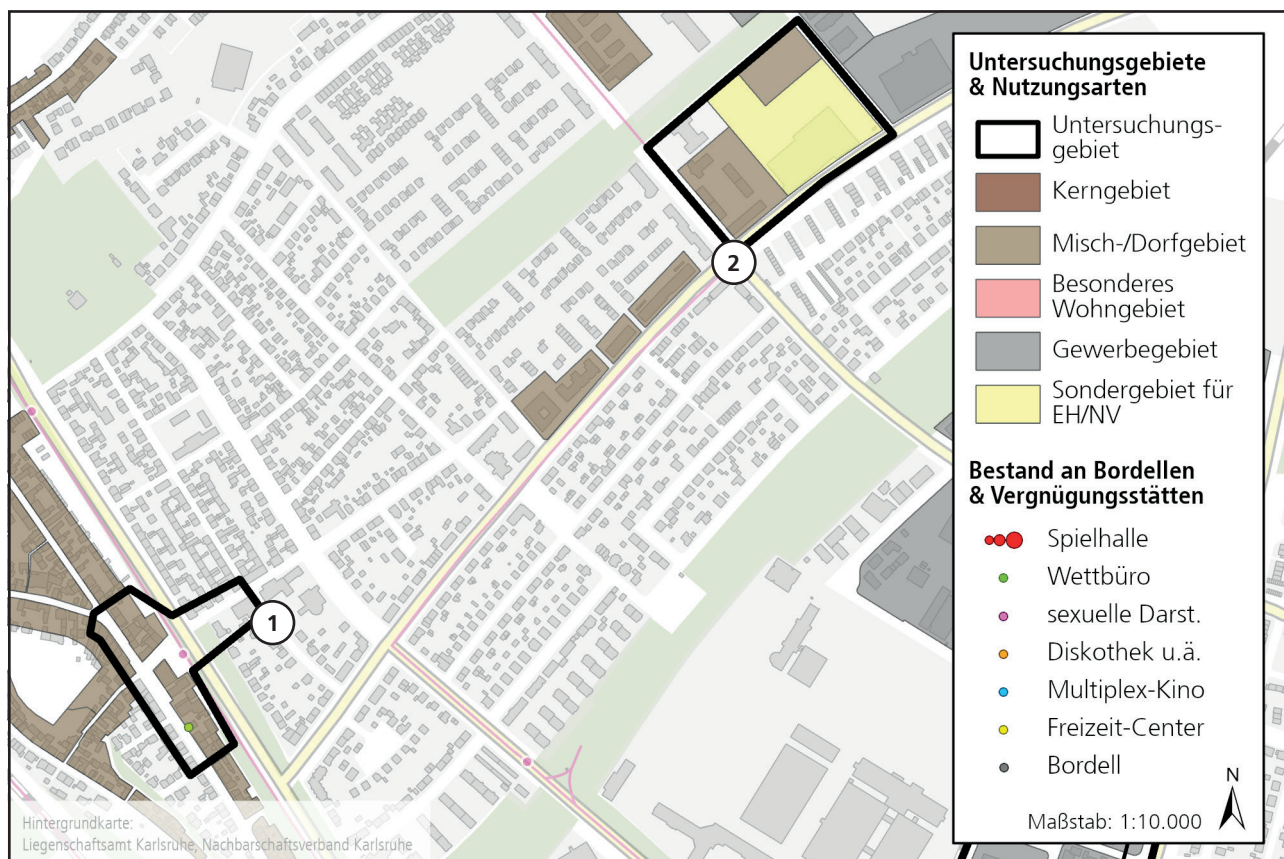 Untersuchungsgebiete
& Nutzungsarten
Untersuchungs-
gebiet
Kerngebiet
Misch-/Dorfgebiet
Besonderes
Wohngebiet
Gewerbegebiet
Sondergebiet für
EH/NV
Bestand an Bordellen
& Vergnügungsstätten
Spielhalle
Wettbüro
sexuelle Darst.
Diskothek u.ä.
Multiplex-Kino
Freizeit-Center
Bordell
N
Maßstab: 1:10.000
2
1
Hintergrundkarte:
Liegenschaftsamt Karlsruhe, Nachbarschaftsverband Karlsruhe